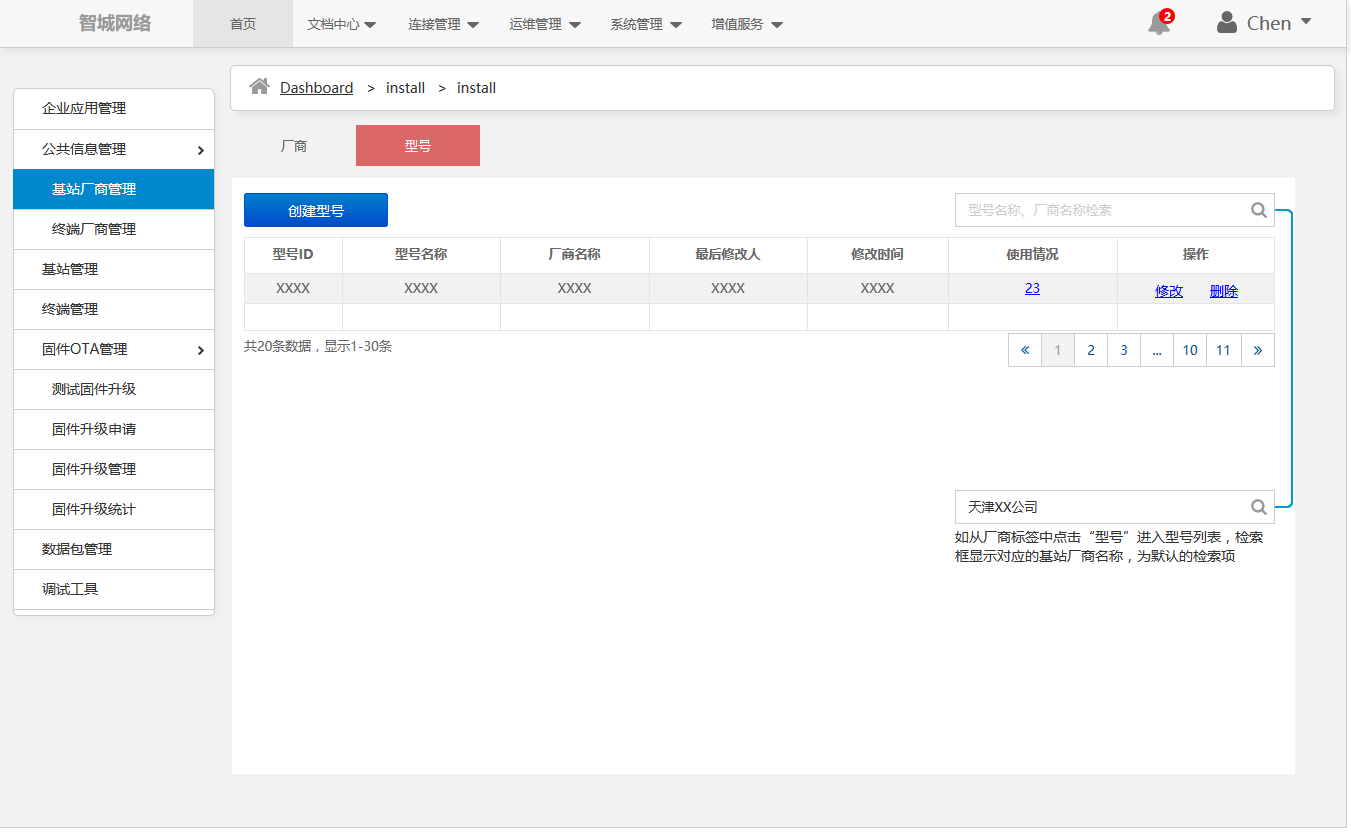 智城网络
首页
文档中心
连接管理
运维管理
系统管理
增值服务
2
Chen
Dashboard > install > install
企业应用管理
公共信息管理
基站厂商管理
终端厂商管理
基站管理
终端管理
固件OTA管理
测试固件升级
固件升级申请
固件升级管理
固件升级统计
数据包管理
调试工具
厂商
型号
创建型号
型号名称、厂商名称检索
型号ID 型号名称 厂商名称 最后修改人 修改时间 使用情况 操作
XXXX XXXX XXXX XXXX XXXX 23 修改 删除
共20条数据，显示1-30条
« 1 2 3 ... 10 11 »
天津XX公司
如从厂商标签中点击“型号”进入型号列表，检索
框显示对应的基站厂商名称，为默认的检索项